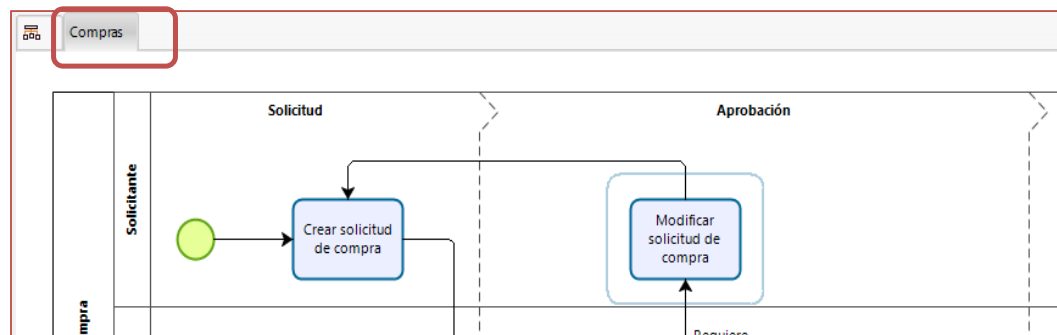 Compras
Solicitud
Aprobación
Solicitante
Crear solicitud
de compra
Modificar
solicitud de
compra
mpra
Requiere